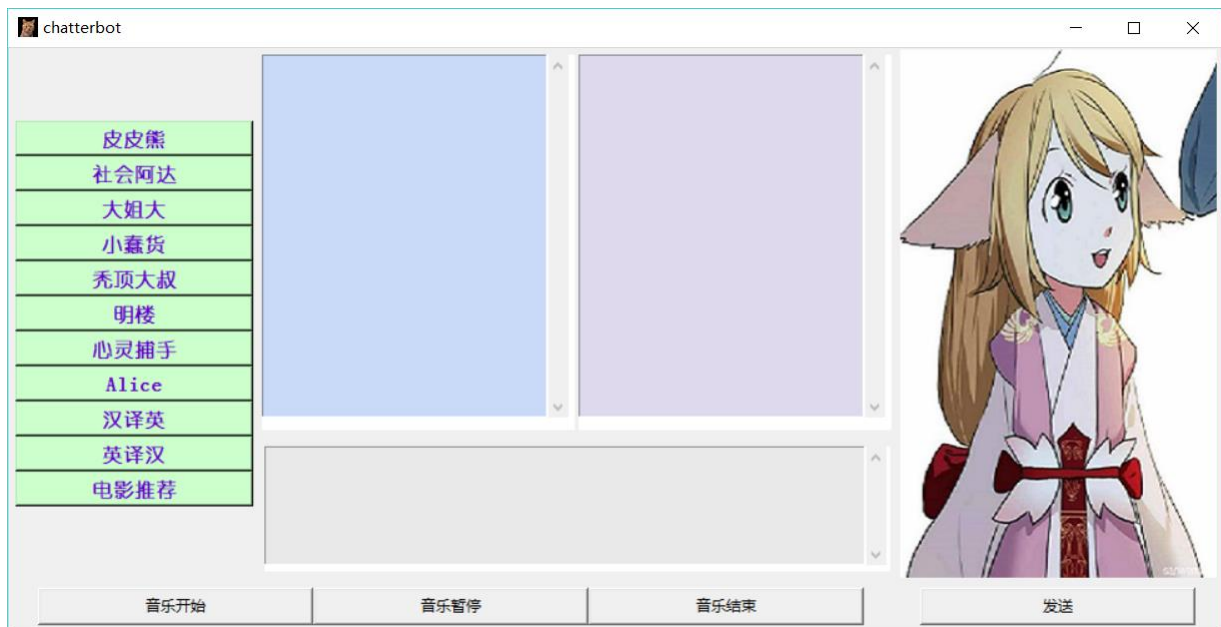 chatterbot
皮皮熊
社会阿达
大姐大
小蠢货
秃顶大叔
明楼
心灵捕手
Alice
汉译英
英译汉
电影推荐
音乐开始
音乐暂停
音乐结束
发送